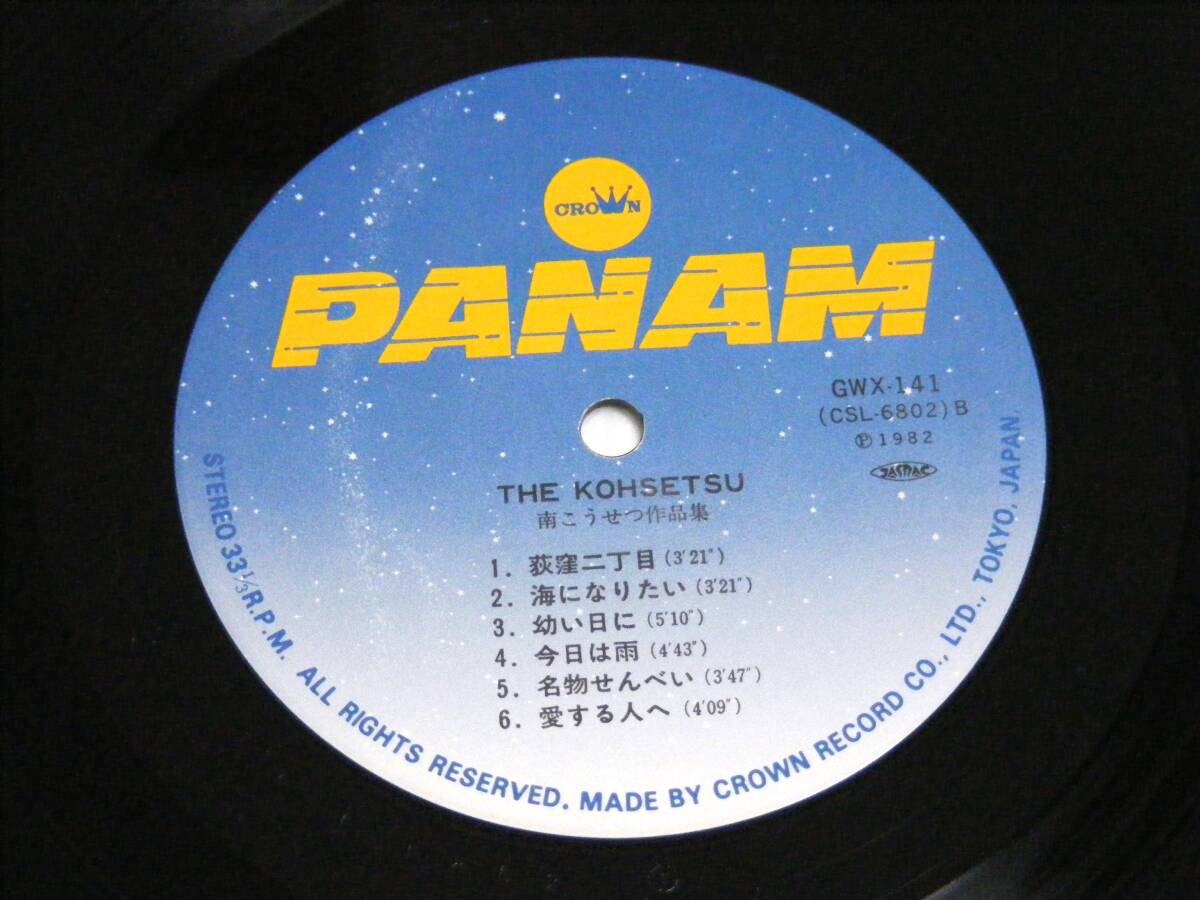 CROWN
PANAM
GWX-141
(CSL-6802) B
Ⓟ1982
JASRAC
THE KOHSETSU
南こうせつ作品集
1. 荻窪二丁目 (3'21")
2. 海になりたい (3'21")
3. 幼い日に (5'10")
4. 今日は雨 (4'43")
5. 名物せんべい (3'47")
6. 愛する人へ (4'09")
STEREO 33⅓R.P.M. ALL RIGHTS RESERVED. MADE BY CROWN RECORD CO., LTD., TOKYO, JAPAN